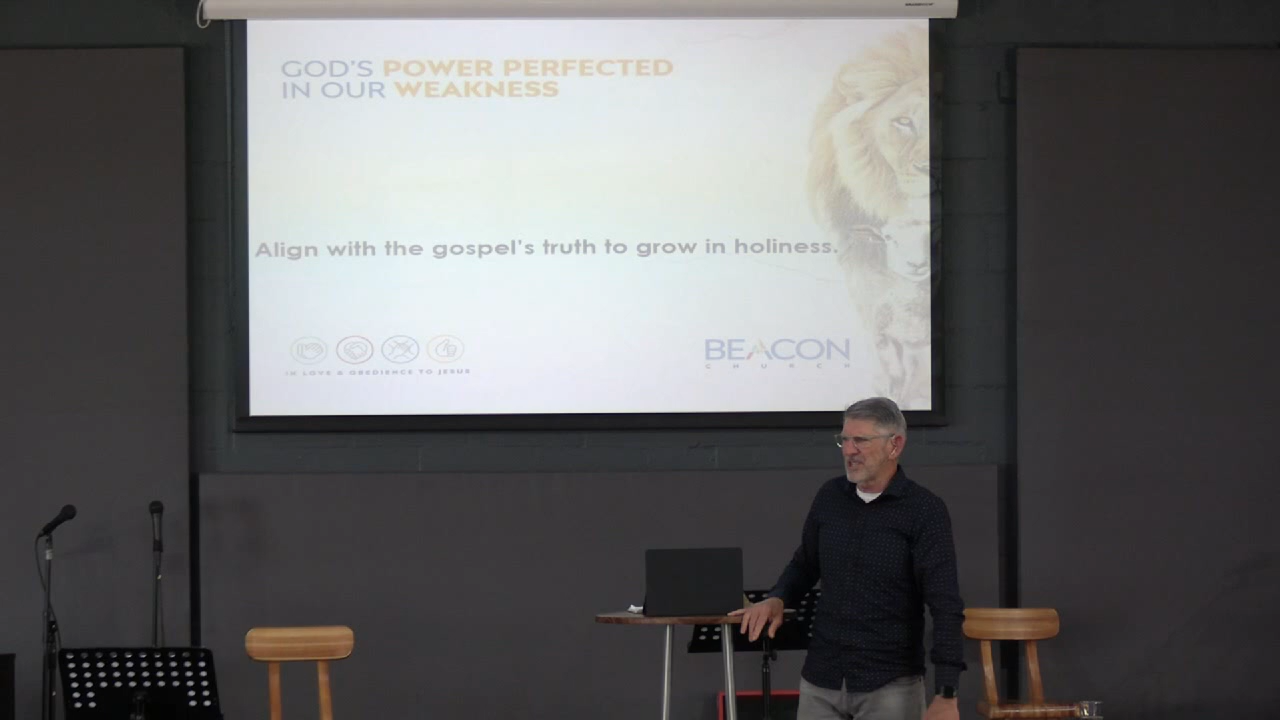 GOD'S POWER PERFECTED
IN OUR WEAKNESS
Align with the gospel's truth to grow in holiness.
IN LOVE & OBEDIENCE TO JESUS
BEACON
CHURCH